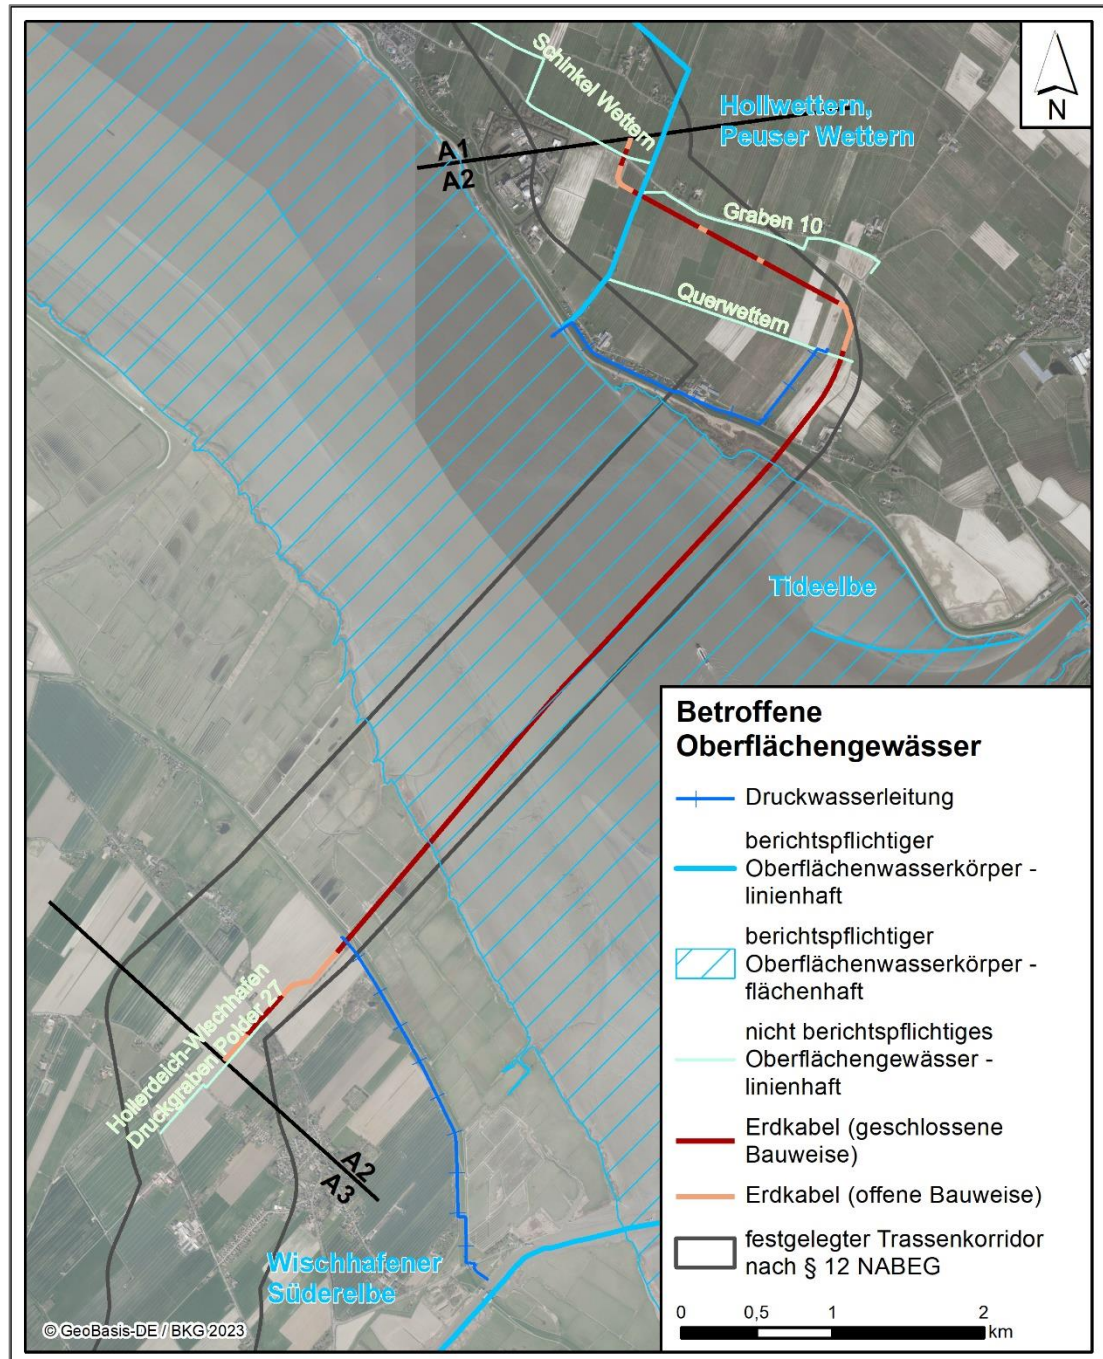 Schinkel Wettern
Hollwettern,
Peuser Wettern
N
A1
A2
Graben 10
Querwettern
Tideelbe
Hollerdeich-Wischhafen
Druckgraben Polder 27
A2
A3
Wischhafener
Süderelbe
© GeoBasis-DE / BKG 2023
Betroffene
Oberflächengewässer
Druckwasserleitung
berichtspflichtiger
Oberflächenwasserkörper -
linienhaft
berichtspflichtiger
Oberflächenwasserkörper -
flächenhaft
nicht berichtspflichtiges
Oberflächengewässer -
linienhaft
Erdkabel (geschlossene
Bauweise)
Erdkabel (offene Bauweise)
festgelegter Trassenkorridor
nach § 12 NABEG
0 0,5 1 2
km